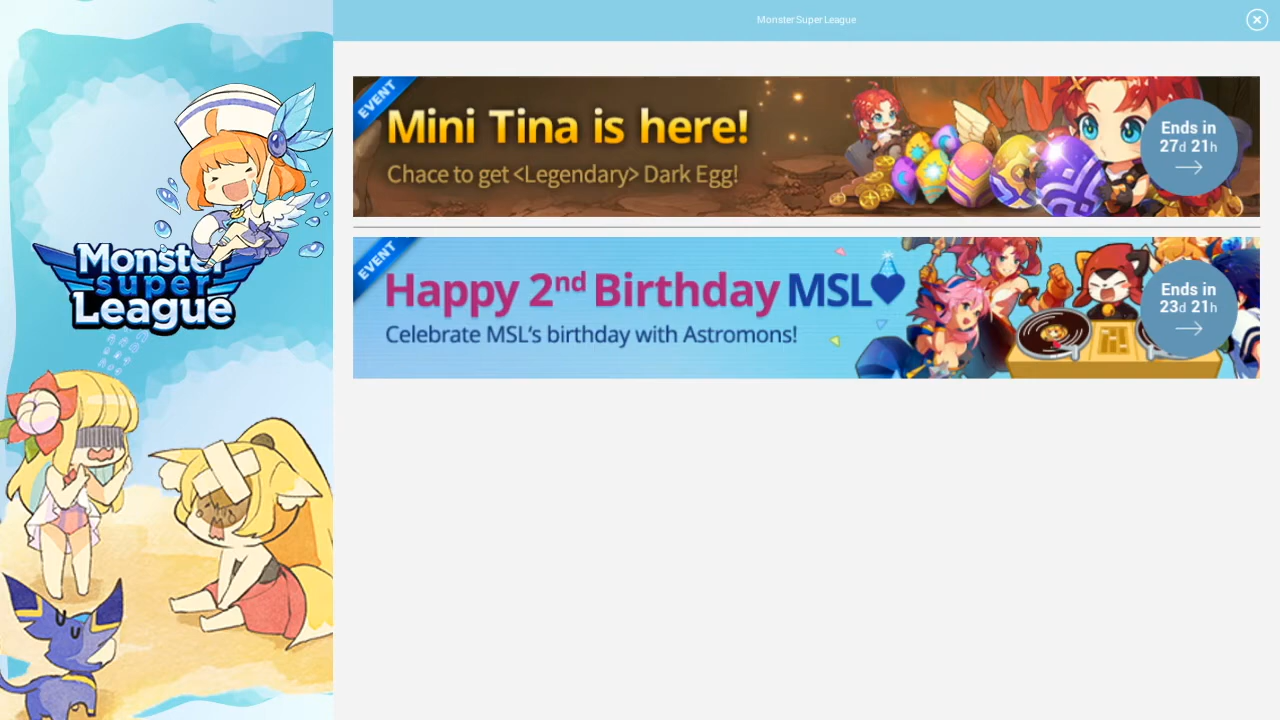 Monster Super League
Monster
super
League
EVENT
Mini Tina is here!
Chace to get <Legendary> Dark Egg!
Ends in
27d 21h
EVENT
Happy 2nd Birthday MSL
Celebrate MSL's birthday with Astromons!
Ends in
23d 21h